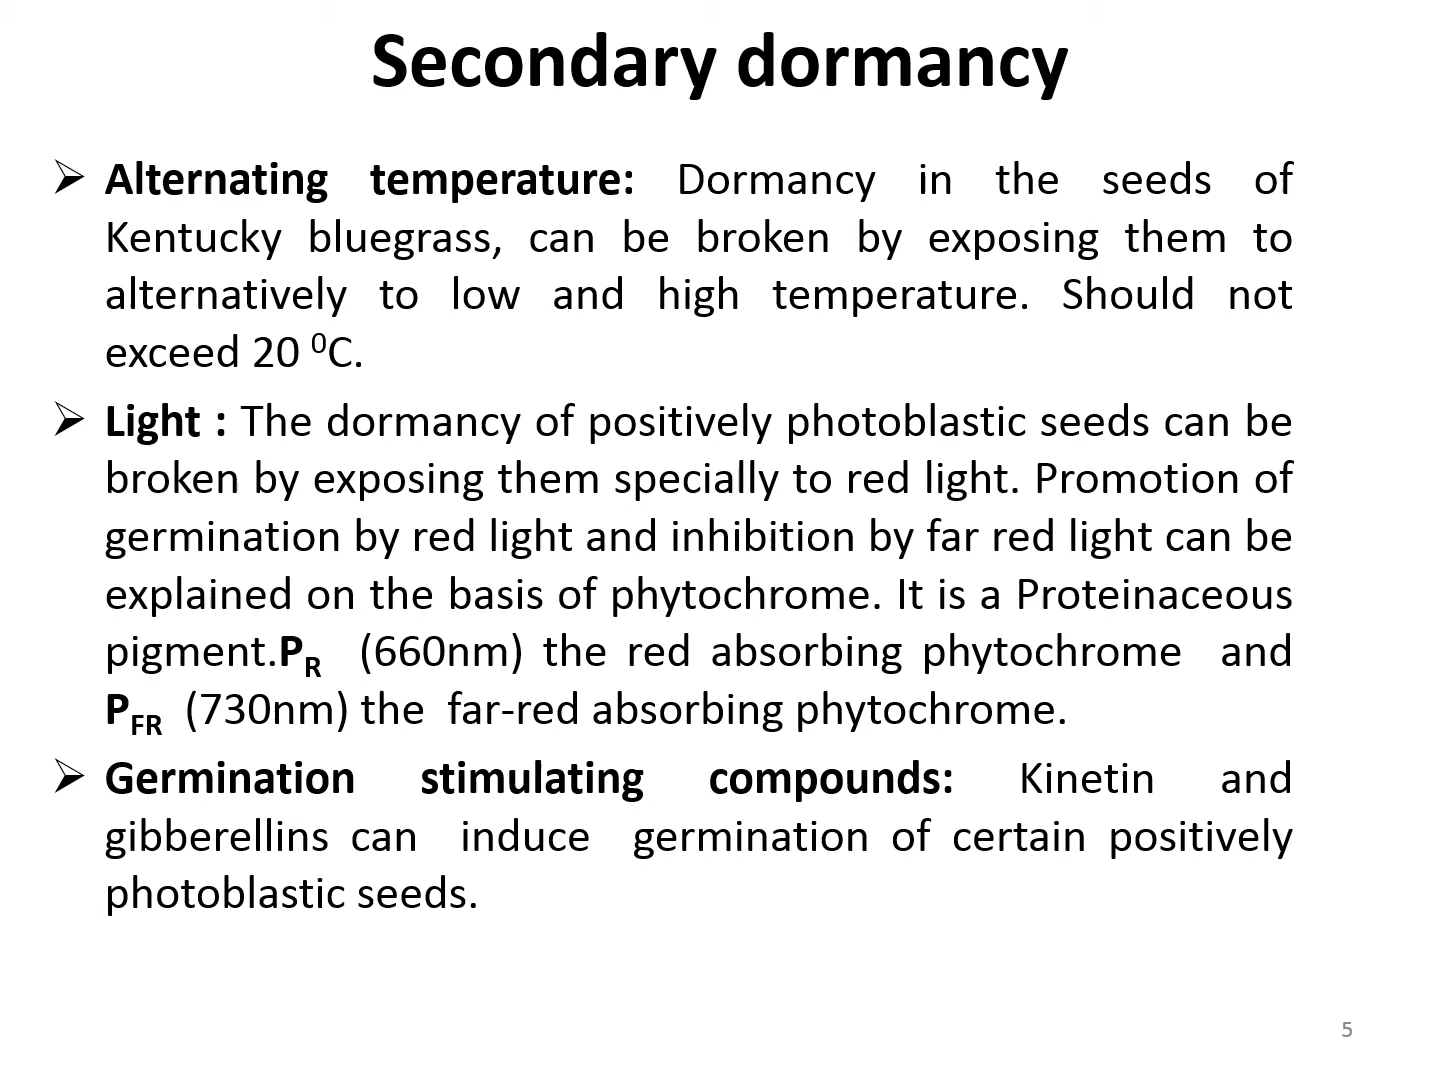 Secondary dormancy
➢ Alternating temperature: Dormancy in the seeds of
Kentucky bluegrass, can be broken by exposing them to
alternatively to low and high temperature. Should not
exceed 20 ⁰C.
➢ Light : The dormancy of positively photoblastic seeds can be
broken by exposing them specially to red light. Promotion of
germination by red light and inhibition by far red light can be
explained on the basis of phytochrome. It is a Proteinaceous
pigment.PR (660nm) the red absorbing phytochrome and
PFR (730nm) the far-red absorbing phytochrome.
➢ Germination stimulating compounds: Kinetin and
gibberellins can induce germination of certain positively
photoblastic seeds.
5